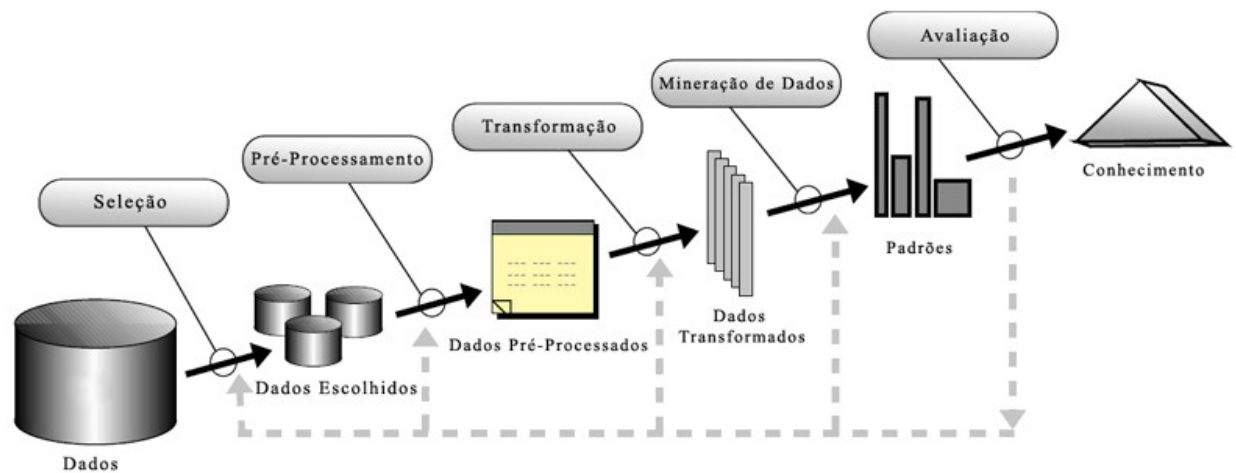 Avaliação
Mineração de Dados
Transformação
Pré-Processamento
Seleção
Conhecimento
Padrões
Dados
Transformados
Dados Pré-Processados
Dados Escolhidos
Dados